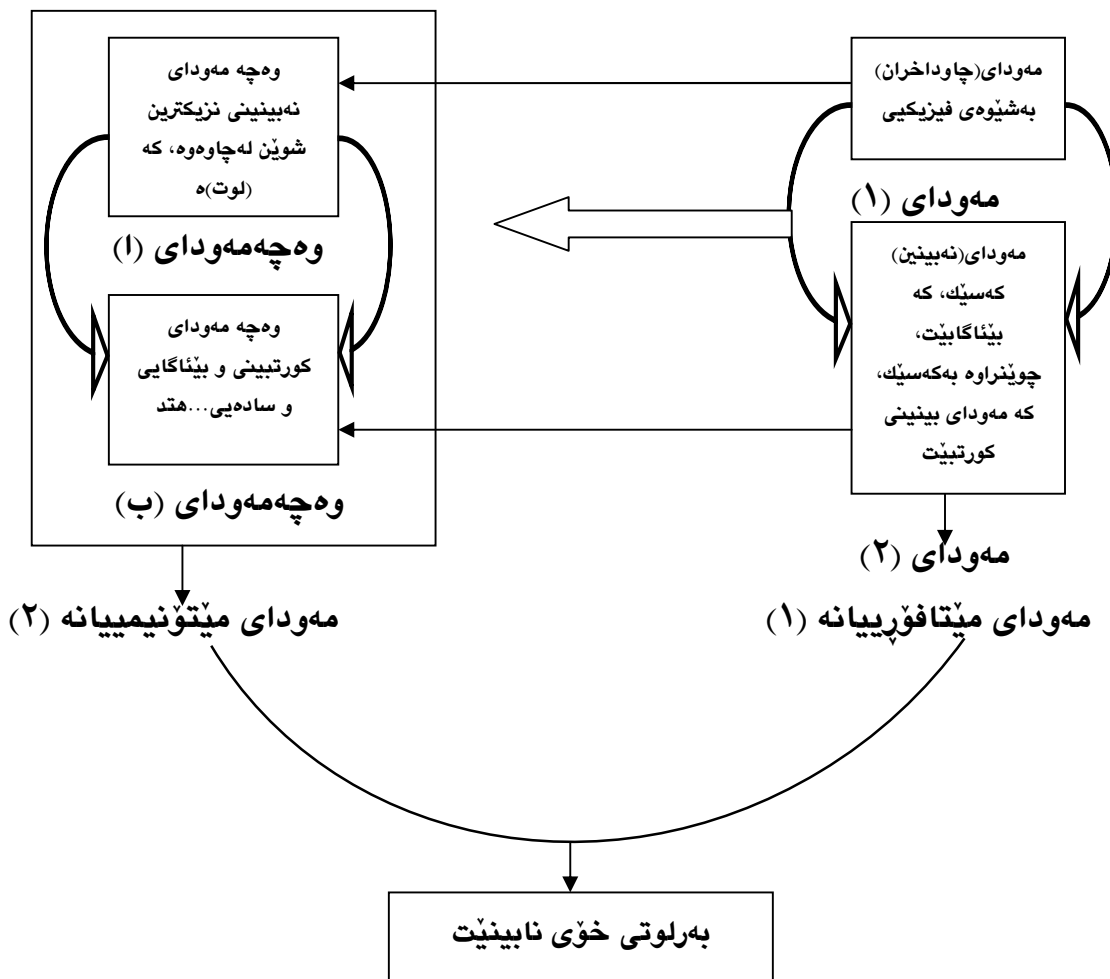 مەودای(چاوداخران)
بەشێوەی فیزیکیی
مەودای (١)
مەودای(نەبینین)
کەسێك، کە
بێئاگابێت،
چوێنراوە بەکەسێك،
کە مەودای بینینی
کورتبێت
مەودای (٢)
مەودای مێتافۆڕییانە (١)
وەچە مەودای
نەبینینی نزیکترین
شوێن لەچاوەوە، کە
(لوت)ە
وەچەمەودای (ا)
وەچە مەودای
کورتبینی و بێئاگایی
و سادەیی...هتد
وەچەمەودای (ب)
مەودای مێتۆنیمییانە (٢)
بەرلوتی خۆی نابینێت